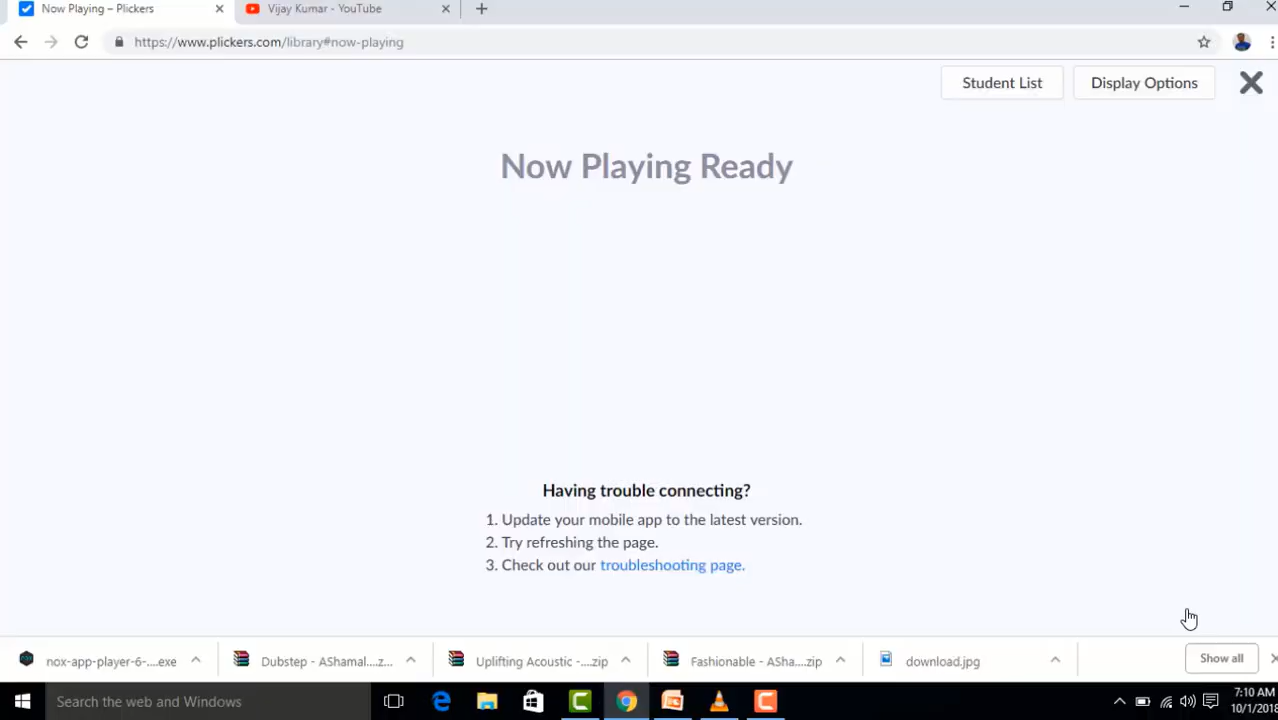 Now Playing – Plickers
Vijay Kumar - YouTube
https://www.plickers.com/library#now-playing
Student List
Display Options
Now Playing Ready
Having trouble connecting?
1. Update your mobile app to the latest version.
2. Try refreshing the page.
3. Check out our troubleshooting page.
nox-app-player-6-....exe
Dubstep - AShamal....z...
Uplifting Acoustic -....zip
Fashionable - ASha....zip
download.jpg
Show all
Search the web and Windows
7:10 AM
10/1/2018